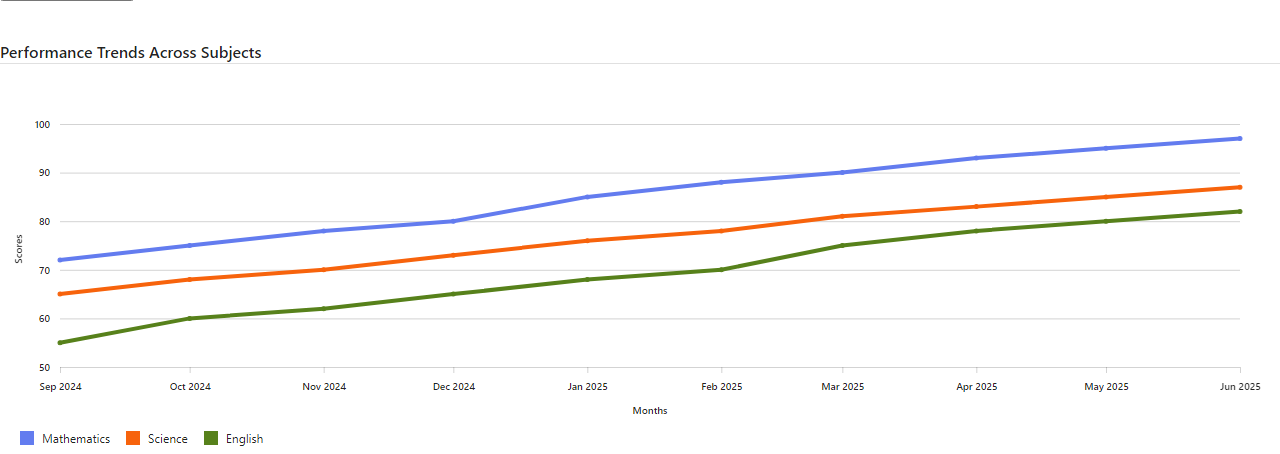 Performance Trends Across Subjects
100
90
80
70
60
50
Scores
Sep 2024 Oct 2024 Nov 2024 Dec 2024 Jan 2025 Feb 2025 Mar 2025 Apr 2025 May 2025 Jun 2025
Months
Mathematics Science English